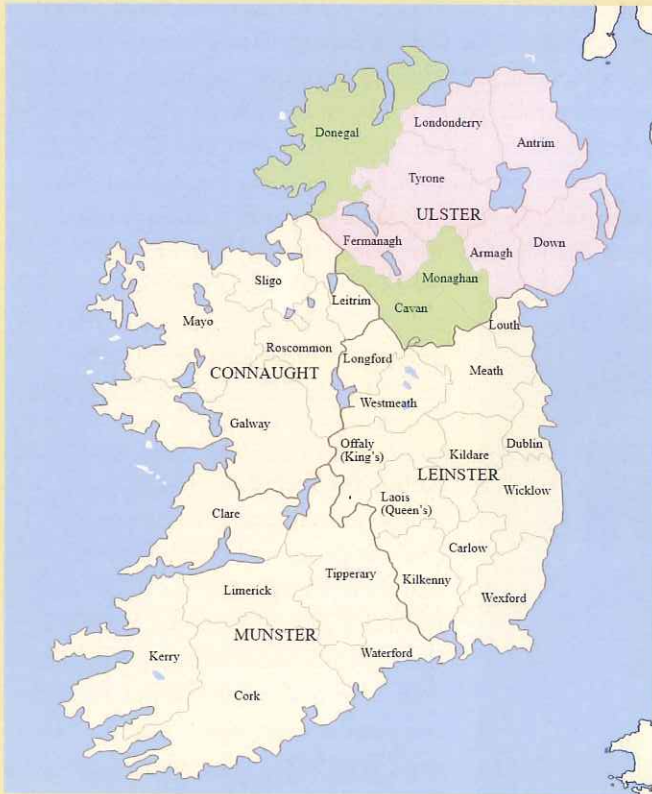 Donegal
Londonderry
Antrim
Tyrone
ULSTER
Fermanagh
Armagh
Down
Monaghan
Cavan
Sligo
Leitrim
Mayo
Louth
Roscommon
Longford
Meath
CONNAUGHT
Westmeath
Galway
Offaly
(King's)
Dublin
Kildare
LEINSTER
Laois
(Queen's)
Wicklow
Clare
Carlow
Tipperary
Kilkenny
Limerick
Wexford
MUNSTER
Kerry
Waterford
Cork